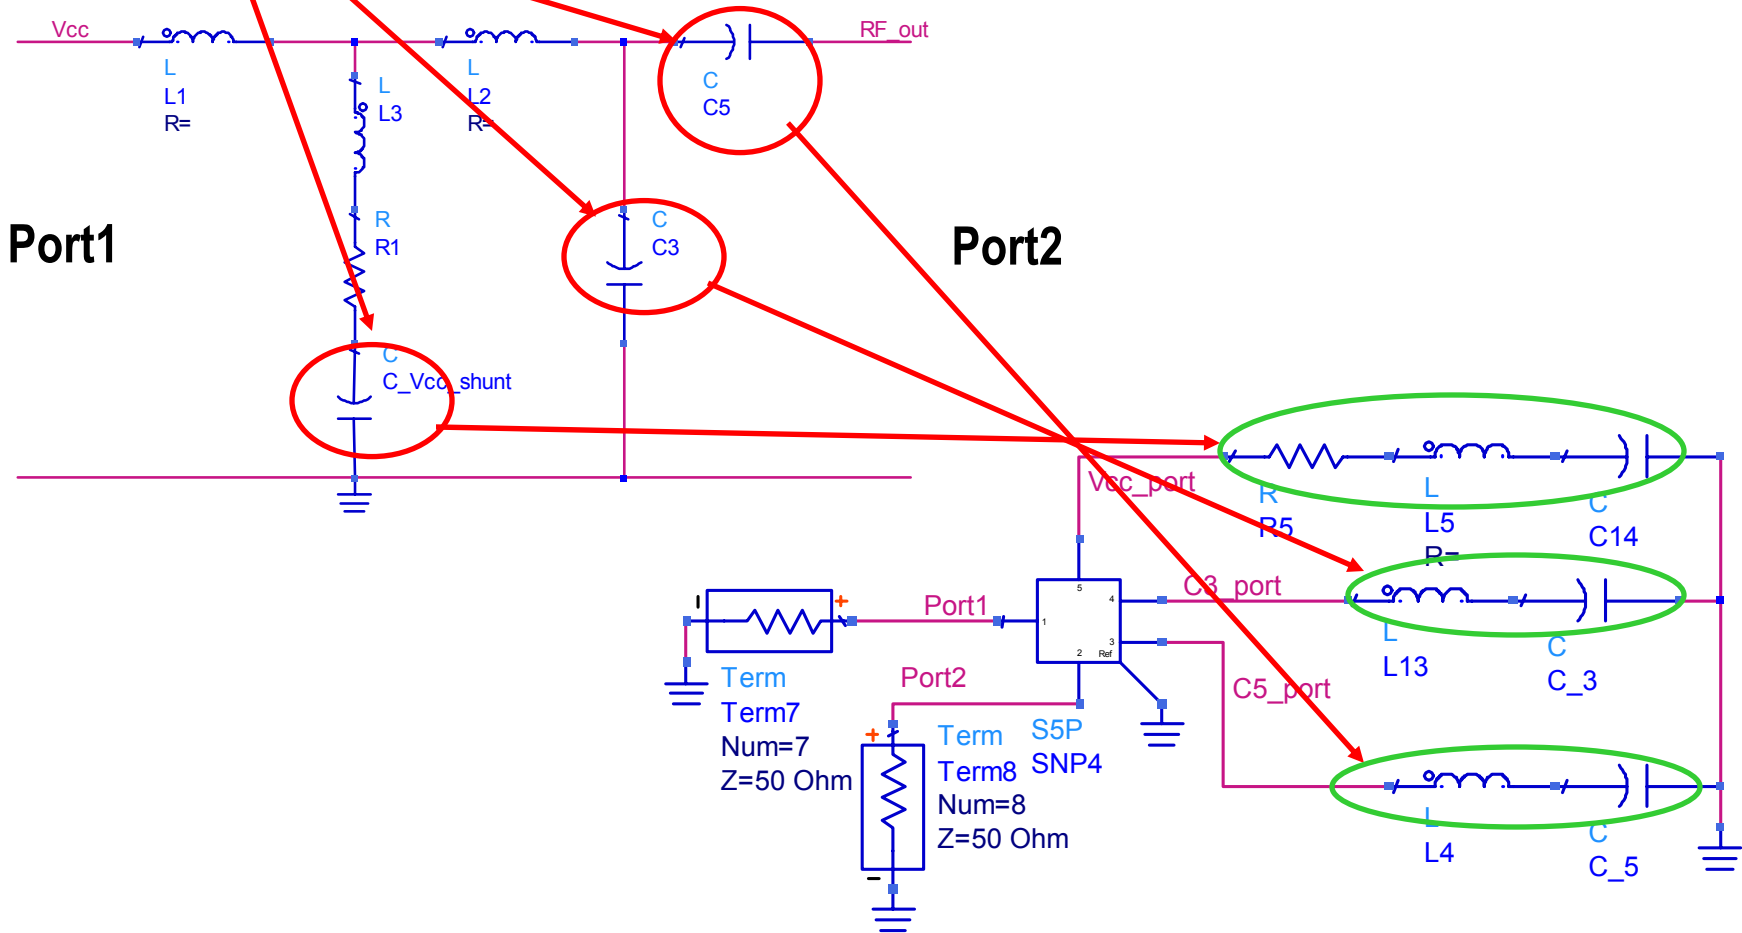 Vcc
RF_out
L
L1
R=
L
L2
R=
C
C5
L
L3
R
R1
C
C3
Port1
Port2
C
C_Vcc_shunt
Vcc_port
R
R5
L
L5
R=
C
C14
5
4
1
3
2
Ref
C3_port
Port1
L
L13
C
C_3
Port2
C5_port
+
Term
Term7
Num=7
Z=50 Ohm
+
Term
Term8
Num=8
Z=50 Ohm
S5P
SNP4
L
L4
C
C_5